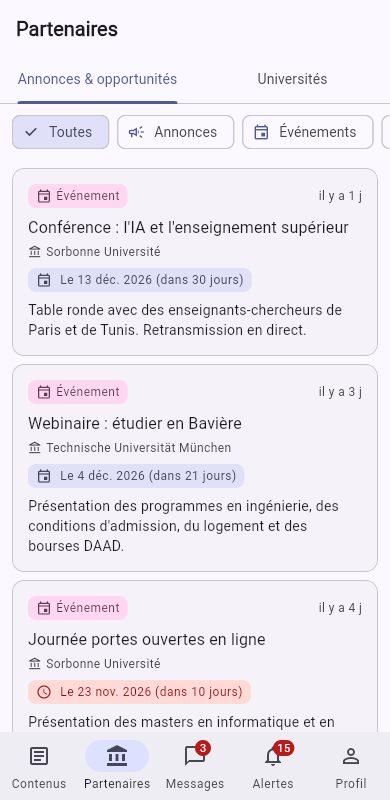 Partenaires
Annonces & opportunités
Universités
Toutes
Annonces
Événements
Événement
il y a 1 j
Conférence : l'IA et l'enseignement supérieur
Sorbonne Université
Le 13 déc. 2026 (dans 30 jours)
Table ronde avec des enseignants-chercheurs de
Paris et de Tunis. Retransmission en direct.
Événement
il y a 3 j
Webinaire : étudier en Bavière
Technische Universität München
Le 4 déc. 2026 (dans 21 jours)
Présentation des programmes en ingénierie, des
conditions d'admission, du logement et des
bourses DAAD.
Événement
il y a 4 j
Journée portes ouvertes en ligne
Sorbonne Université
Le 23 nov. 2026 (dans 10 jours)
Présentation des masters en informatique et en
3
15
Contenus
Partenaires
Messages
Alertes
Profil